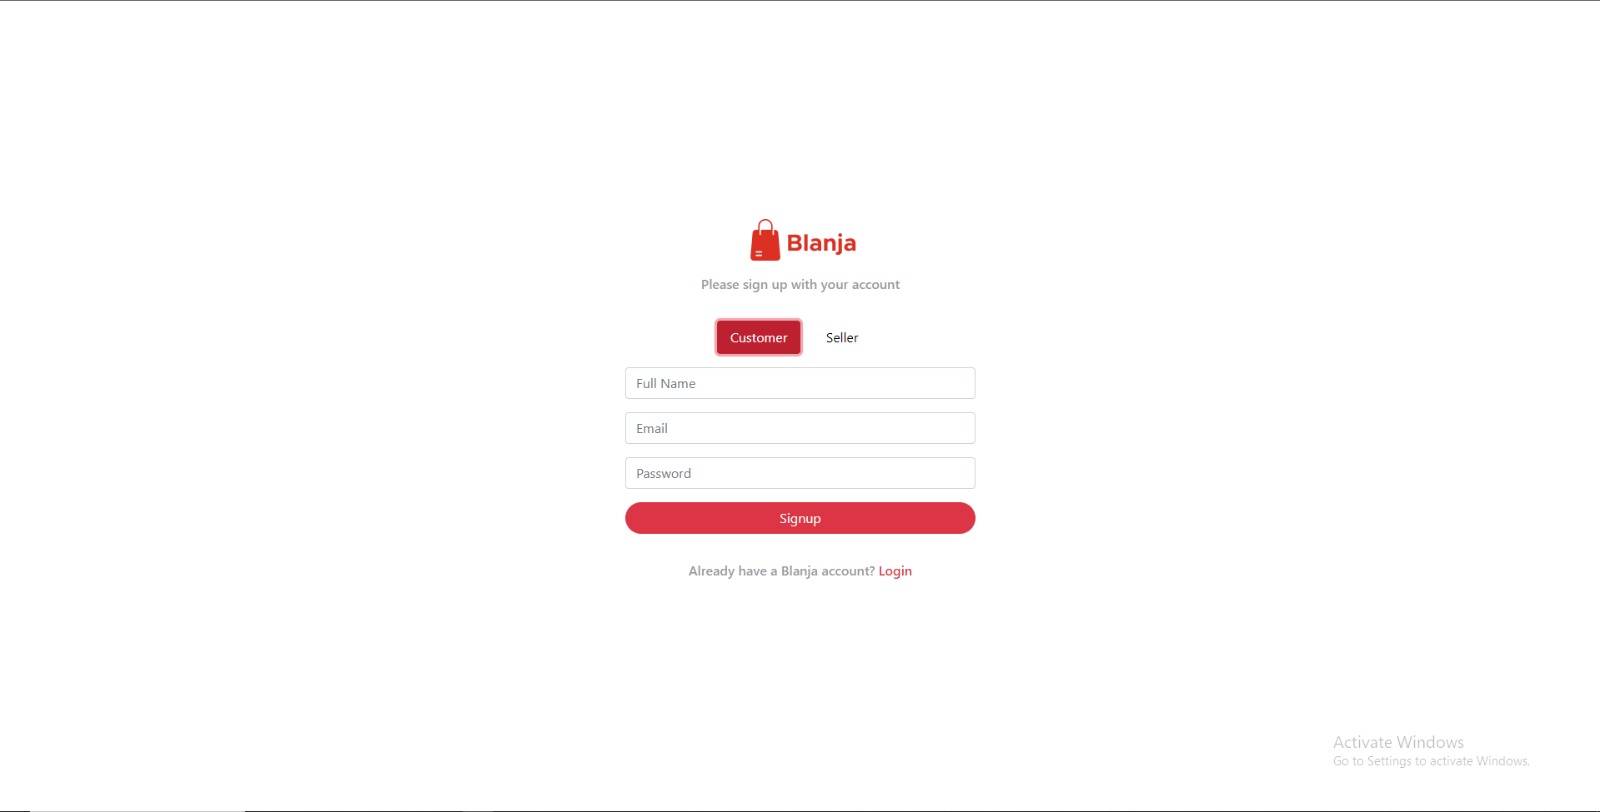 Blanja
Please sign up with your account
Customer Seller
Full Name
Email
Password
Signup
Already have a Blanja account? Login
Activate Windows
Go to Settings to activate Windows.